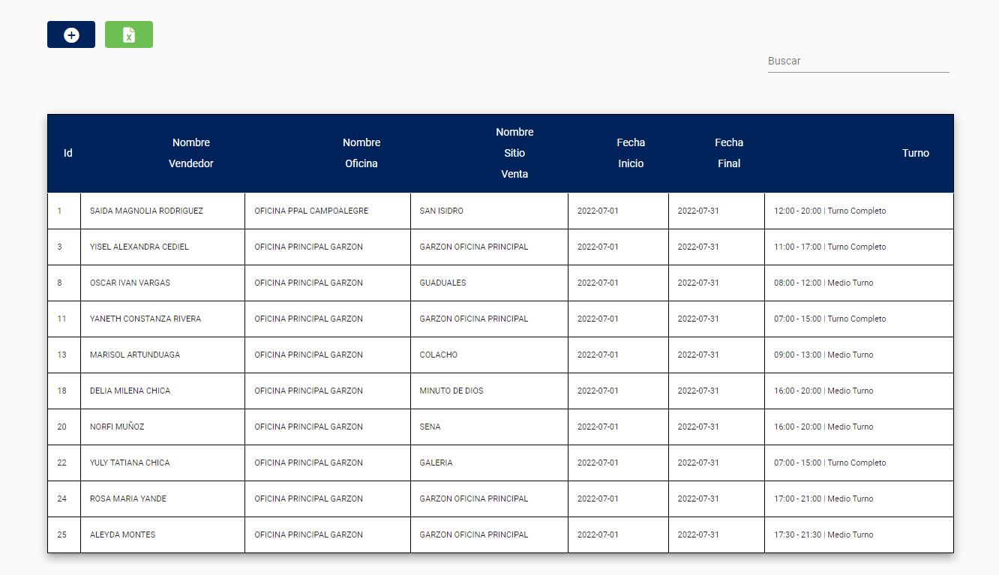 Buscar
Id Nombre Vendedor Nombre Oficina Nombre Sitio Venta Fecha Inicio Fecha Final Turno
1 SAIDA MAGNOLIA RODRIGUEZ OFICINA PPAL CAMPOALEGRE SAN ISIDRO 2022-07-01 2022-07-31 12:00 - 20:00 | Turno Completo
3 YISEL ALEXANDRA CEDIEL OFICINA PRINCIPAL GARZON GARZON OFICINA PRINCIPAL 2022-07-01 2022-07-31 11:00 - 17:00 | Turno Completo
8 OSCAR IVAN VARGAS OFICINA PRINCIPAL GARZON GUADUALES 2022-07-01 2022-07-31 08:00 - 12:00 | Medio Turno
11 YANETH CONSTANZA RIVERA OFICINA PRINCIPAL GARZON GARZON OFICINA PRINCIPAL 2022-07-01 2022-07-31 07:00 - 15:00 | Turno Completo
13 MARISOL ARTUNDUAGA OFICINA PRINCIPAL GARZON COLACHO 2022-07-01 2022-07-31 09:00 - 13:00 | Medio Turno
18 DELIA MILENA CHICA OFICINA PRINCIPAL GARZON MINUTO DE DIOS 2022-07-01 2022-07-31 16:00 - 20:00 | Medio Turno
20 NORFI MUÑOZ OFICINA PRINCIPAL GARZON SENA 2022-07-01 2022-07-31 16:00 - 20:00 | Medio Turno
22 YULY TATIANA CHICA OFICINA PRINCIPAL GARZON GALERIA 2022-07-01 2022-07-31 07:00 - 15:00 | Turno Completo
24 ROSA MARIA YANDE OFICINA PRINCIPAL GARZON GARZON OFICINA PRINCIPAL 2022-07-01 2022-07-31 17:00 - 21:00 | Medio Turno
25 ALEYDA MONTES OFICINA PRINCIPAL GARZON GARZON OFICINA PRINCIPAL 2022-07-01 2022-07-31 17:30 - 21:30 | Medio Turno